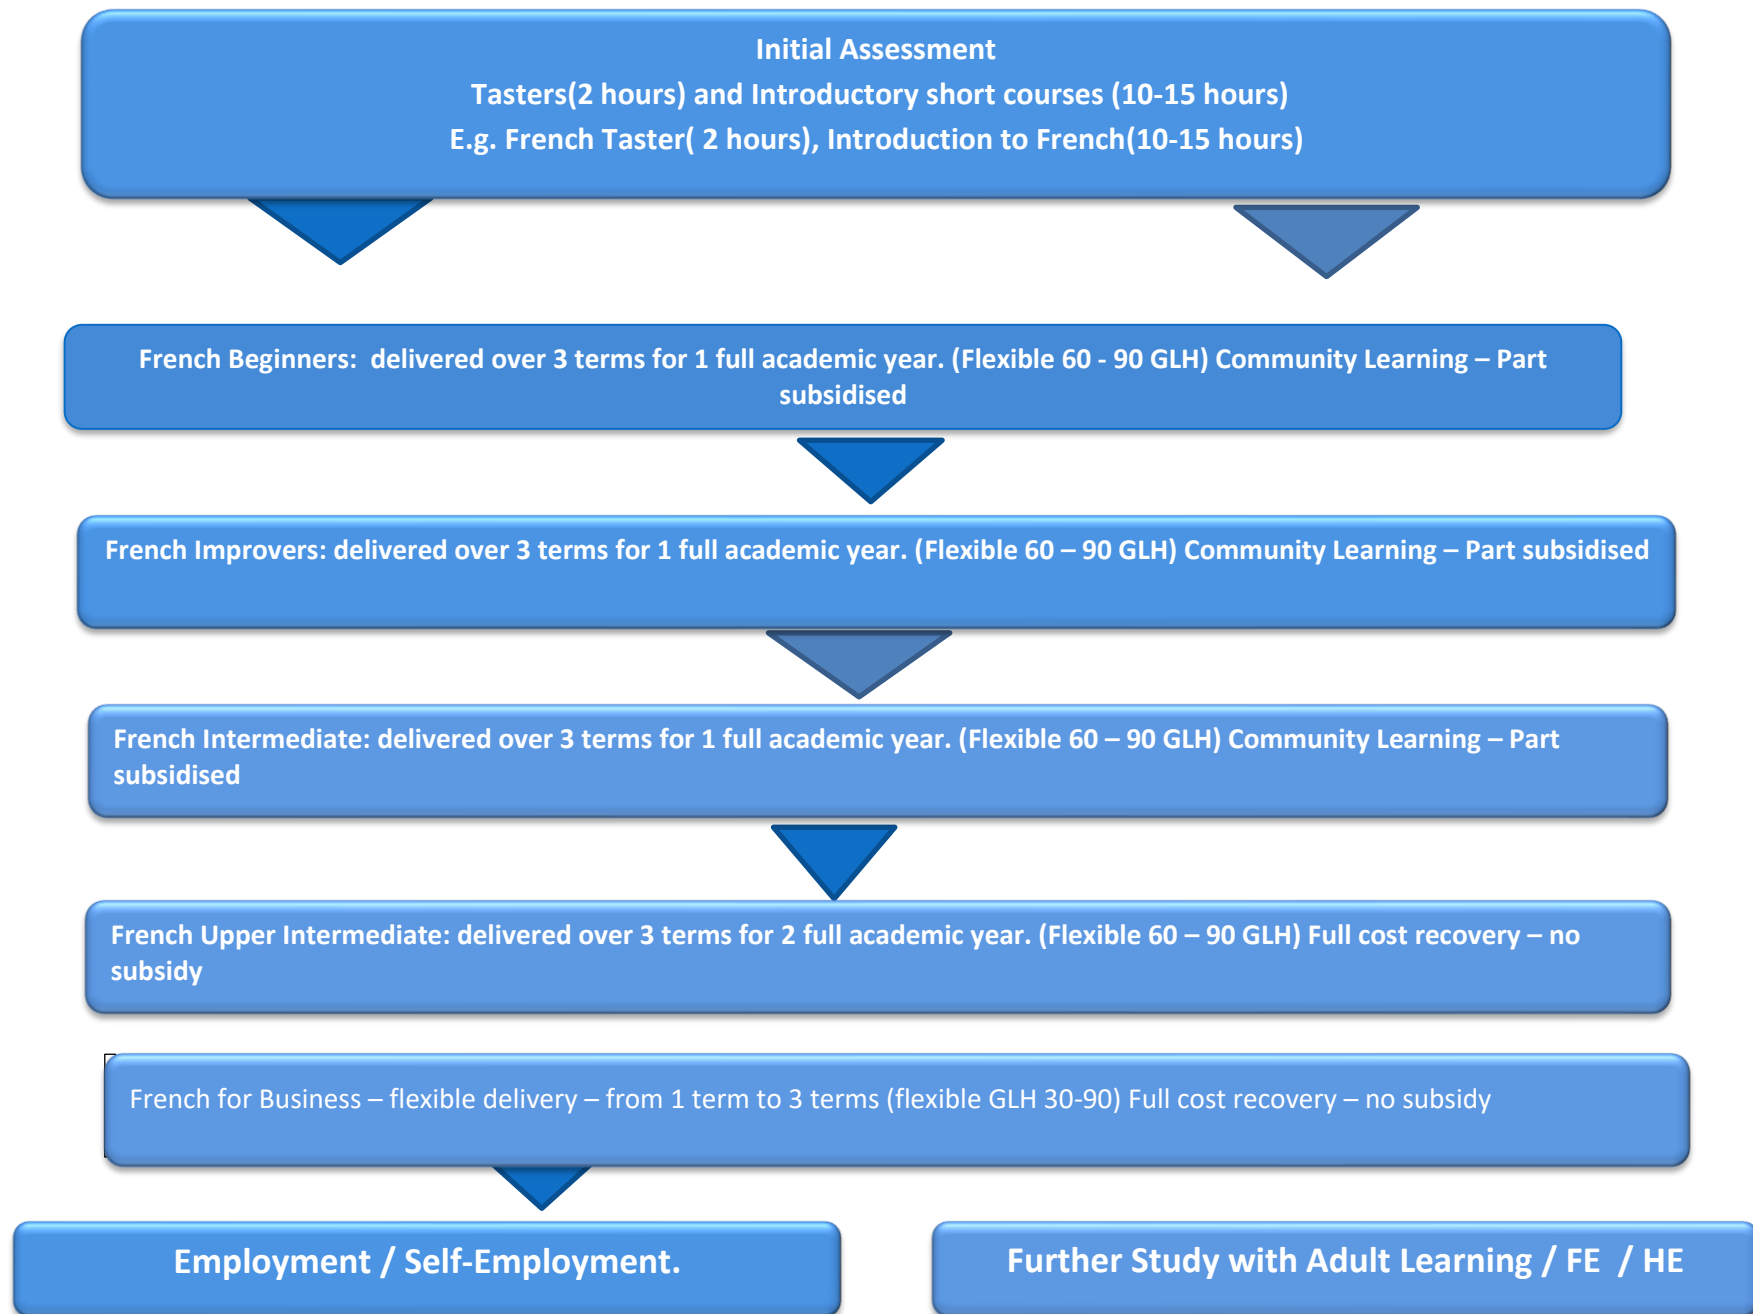 Initial Assessment
Tasters(2 hours) and Introductory short courses (10-15 hours)
E.g. French Taster( 2 hours), Introduction to French(10-15 hours)
French Beginners:  delivered over 3 terms for 1 full academic year. (Flexible 60 - 90 GLH) Community Learning – Part
subsidised
French Improvers: delivered over 3 terms for 1 full academic year. (Flexible 60 – 90 GLH) Community Learning – Part subsidised
French Intermediate: delivered over 3 terms for 1 full academic year. (Flexible 60 – 90 GLH) Community Learning – Part
subsidised
French Upper Intermediate: delivered over 3 terms for 2 full academic year. (Flexible 60 – 90 GLH) Full cost recovery – no
subsidy
French for Business – flexible delivery – from 1 term to 3 terms (flexible GLH 30-90) Full cost recovery – no subsidy
Employment / Self-Employment.
Further Study with Adult Learning / FE  / HE